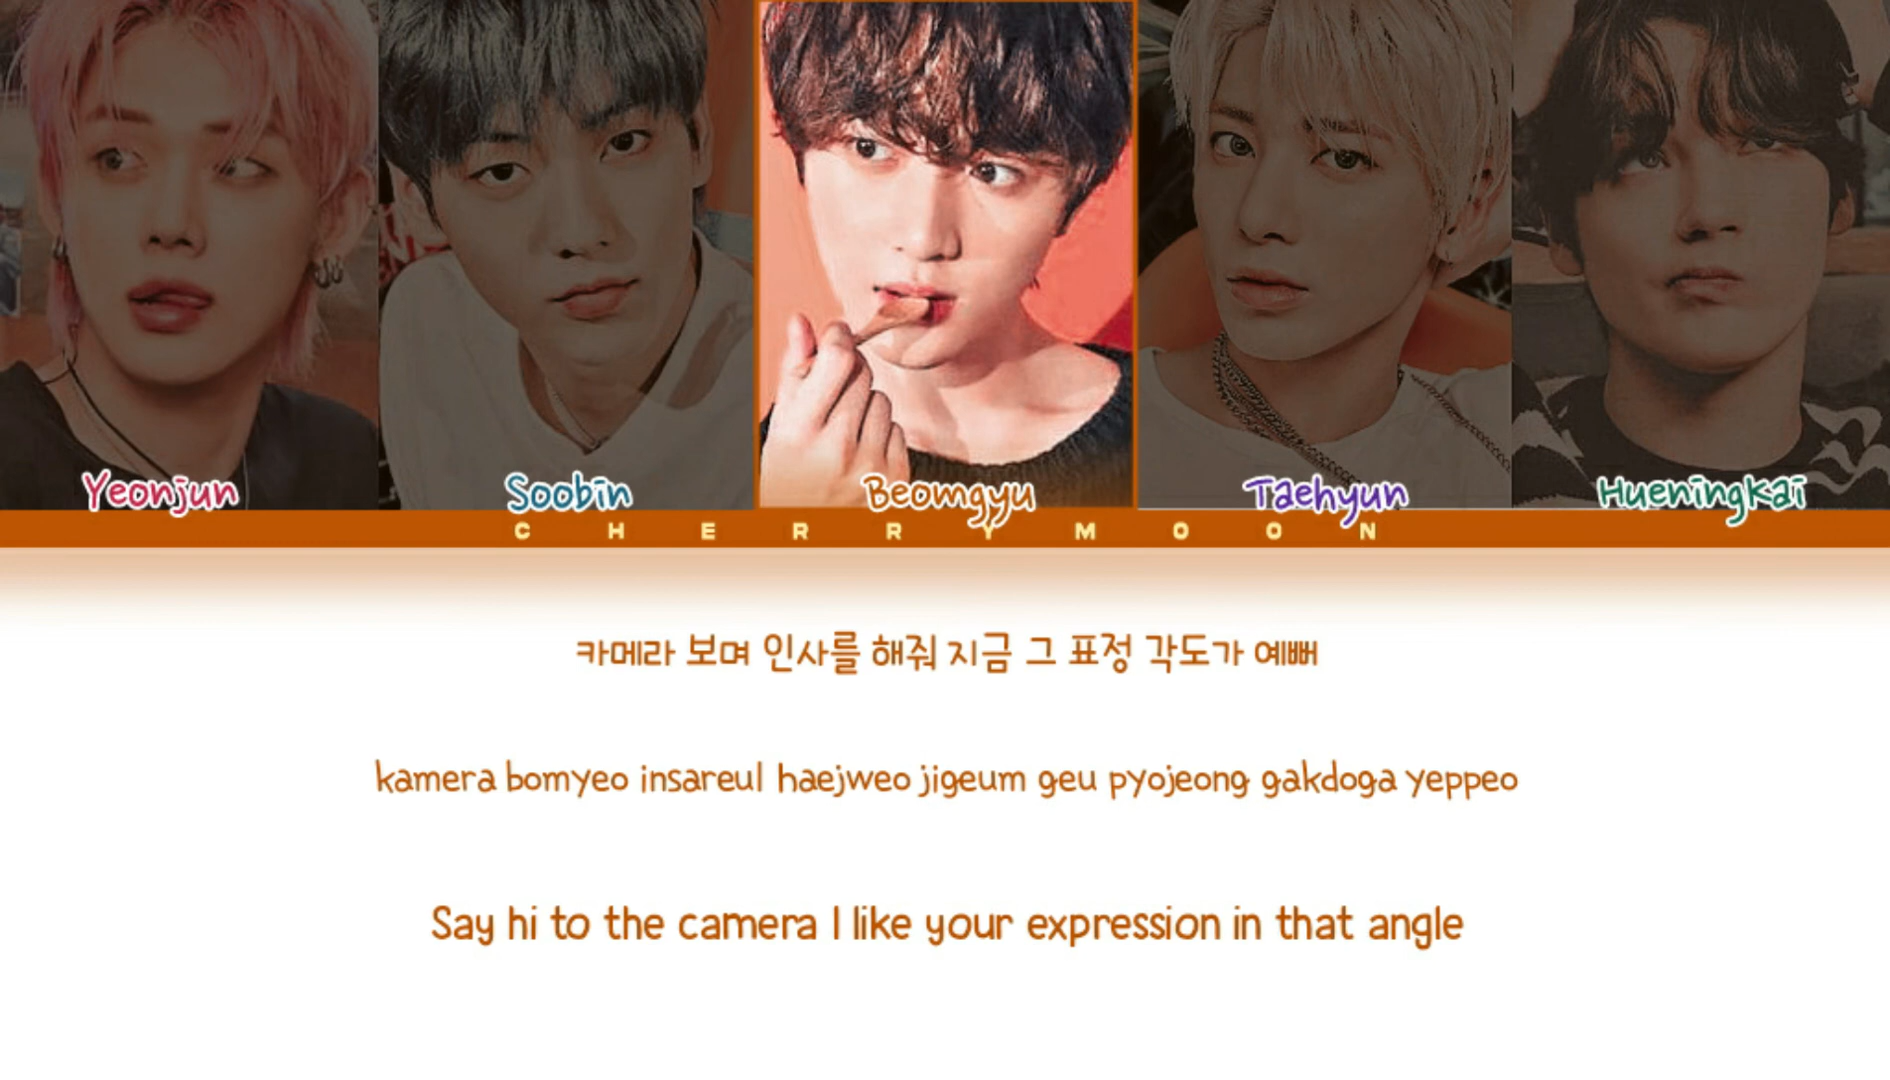 Yeonjun Soobin Beomgyu Taehyun Hueningkai
CHERRY MOON
카메라 보며 인사를 해줘 지금 그 표정 각도가 예뻐
kamera bomyeo insareul haejweo jigeum geu pyojeong gakdoga yeppeo
Say hi to the camera I like your expression in that angle